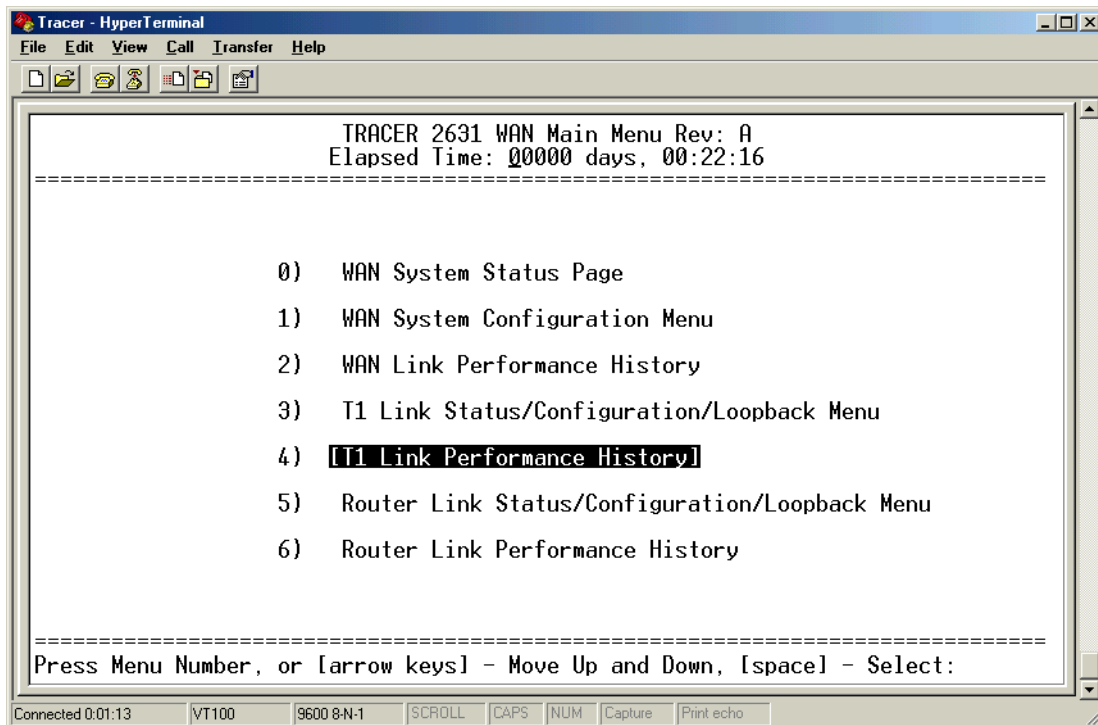 Tracer - HyperTerminal
File Edit View Call Transfer Help
TRACER 2631 WAN Main Menu Rev: A
Elapsed Time: 00000 days, 00:22:16
================================================================================
0) WAN System Status Page
1) WAN System Configuration Menu
2) WAN Link Performance History
3) T1 Link Status/Configuration/Loopback Menu
4) [T1 Link Performance History]
5) Router Link Status/Configuration/Loopback Menu
6) Router Link Performance History
================================================================================
Press Menu Number, or [arrow keys] - Move Up and Down, [space] - Select:
Connected 0:01:13 VT100 9600 8-N-1 SCROLL CAPS NUM Capture Print echo